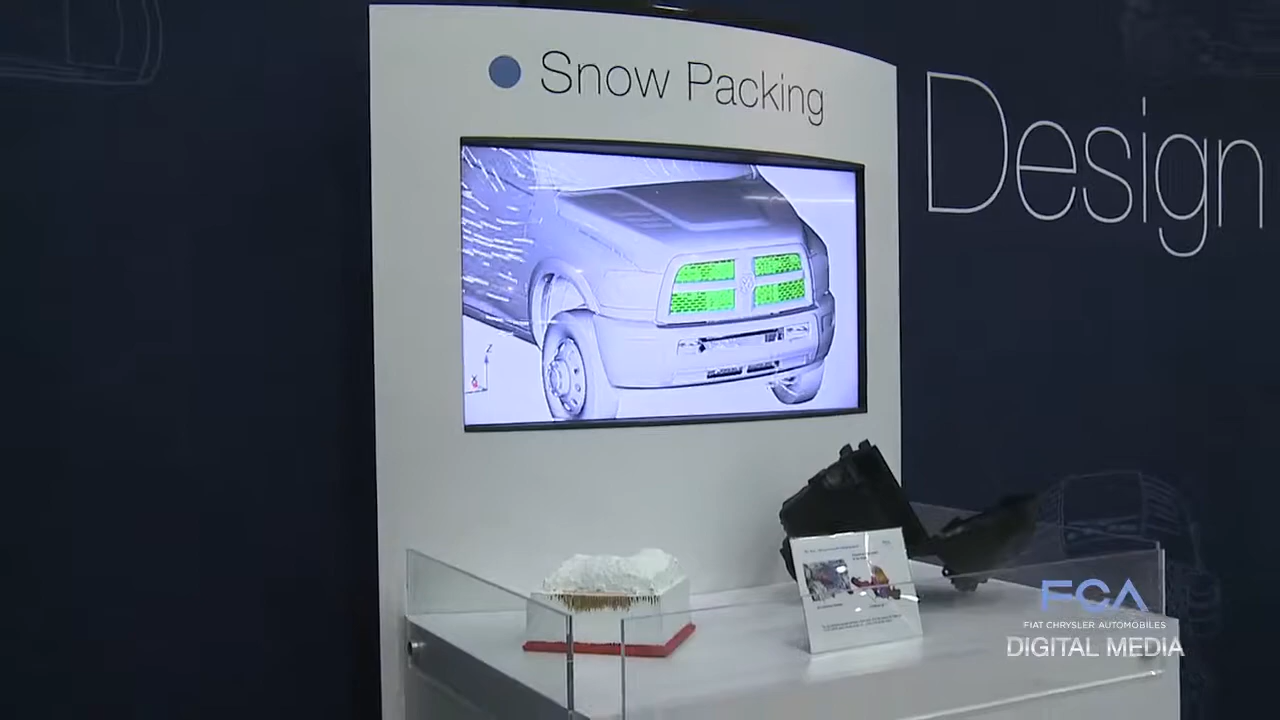 Snow Packing
Design
FCA
FIAT CHRYSLER AUTOMOBILES
DIGITAL MEDIA